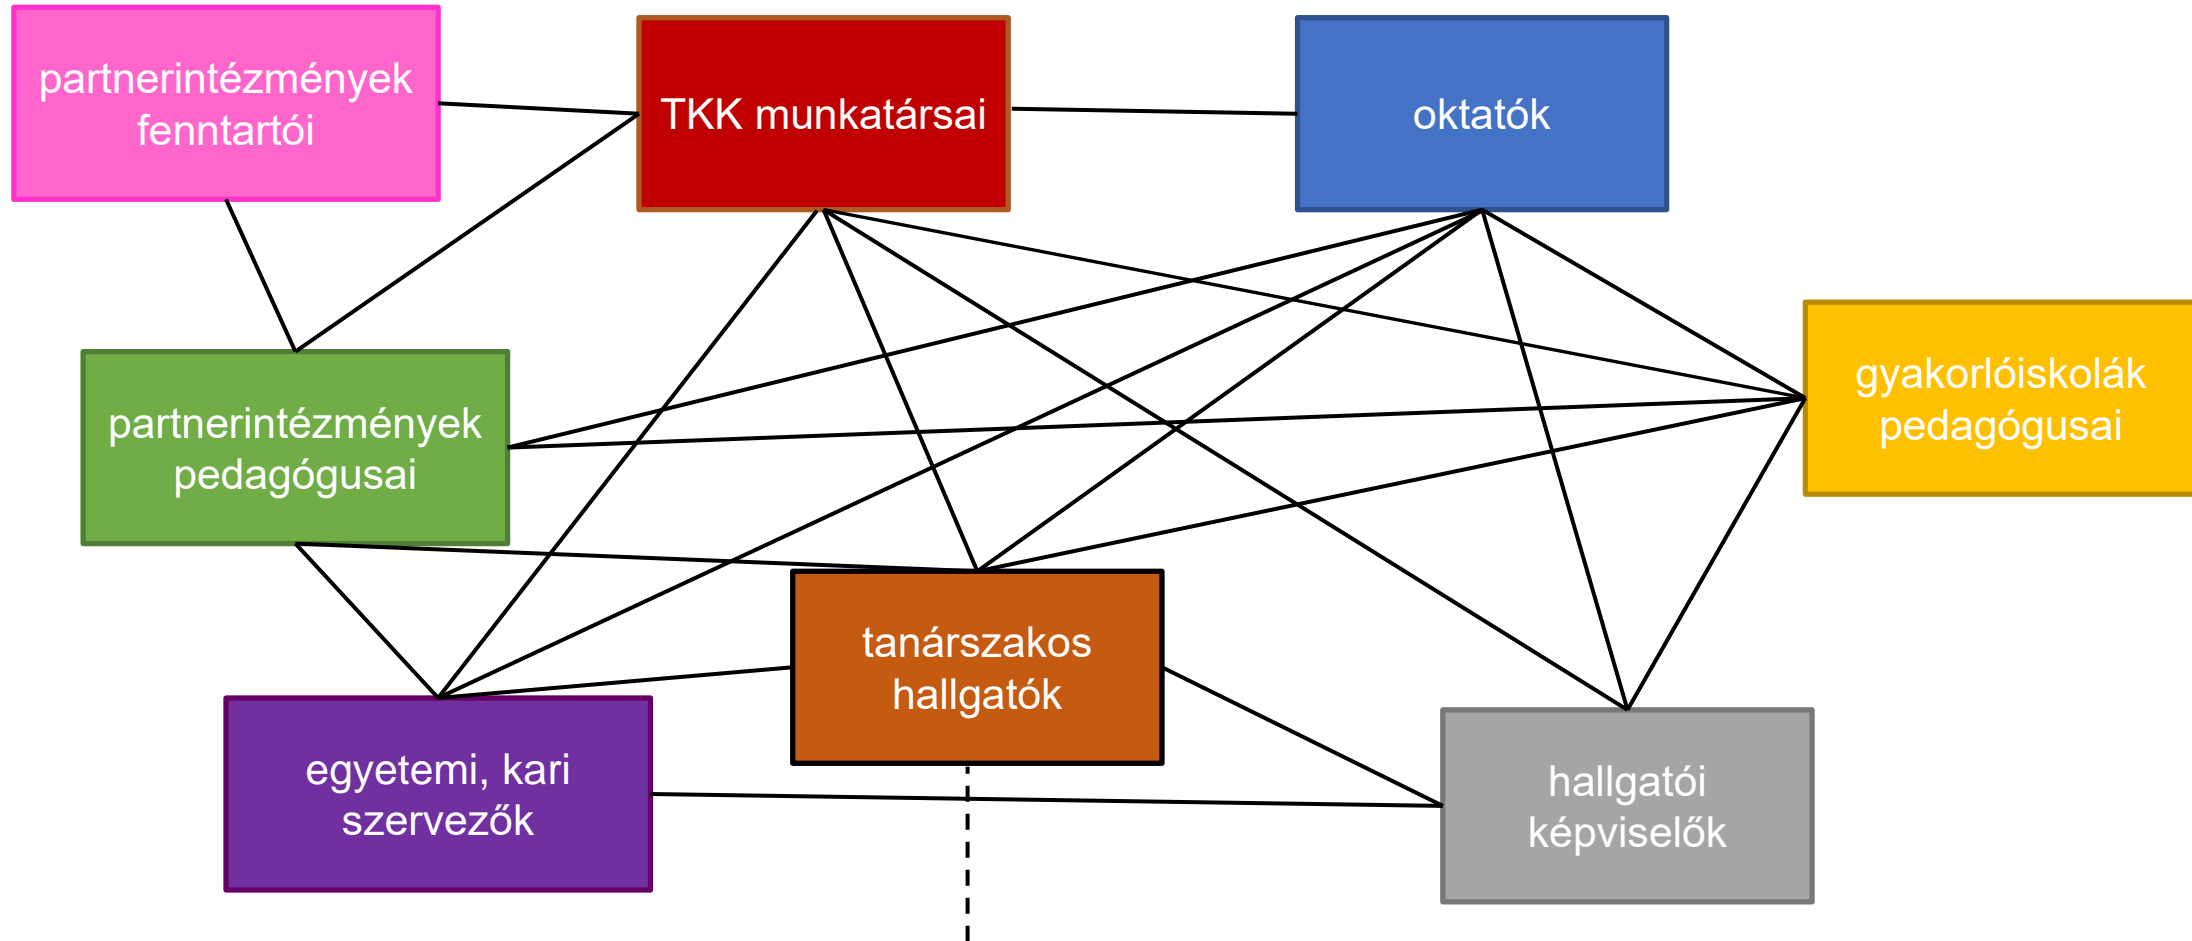 partnerintézmények
fenntartói
TKK munkatársai
oktatók
gyakorlóiskolák
pedagógusai
partnerintézmények
pedagógusai
tanárszakos
hallgatók
egyetemi, kari
szervezők
hallgatói
képviselők